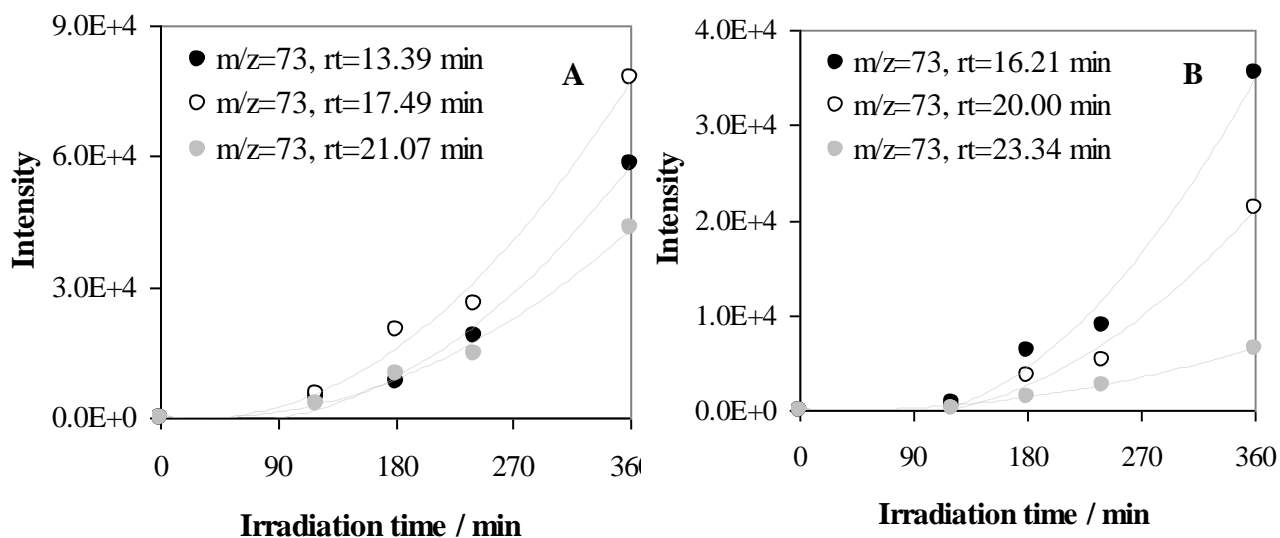 9.0E+4
6.0E+4
3.0E+4
0.0E+0
Intensity
m/z=73, rt=13.39 min
m/z=73, rt=17.49 min
m/z=73, rt=21.07 min
A
0 90 180 270 360
Irradiation time / min
4.0E+4
3.0E+4
2.0E+4
1.0E+4
0.0E+0
Intensity
m/z=73, rt=16.21 min
m/z=73, rt=20.00 min
m/z=73, rt=23.34 min
B
0 90 180 270 360
Irradiation time / min